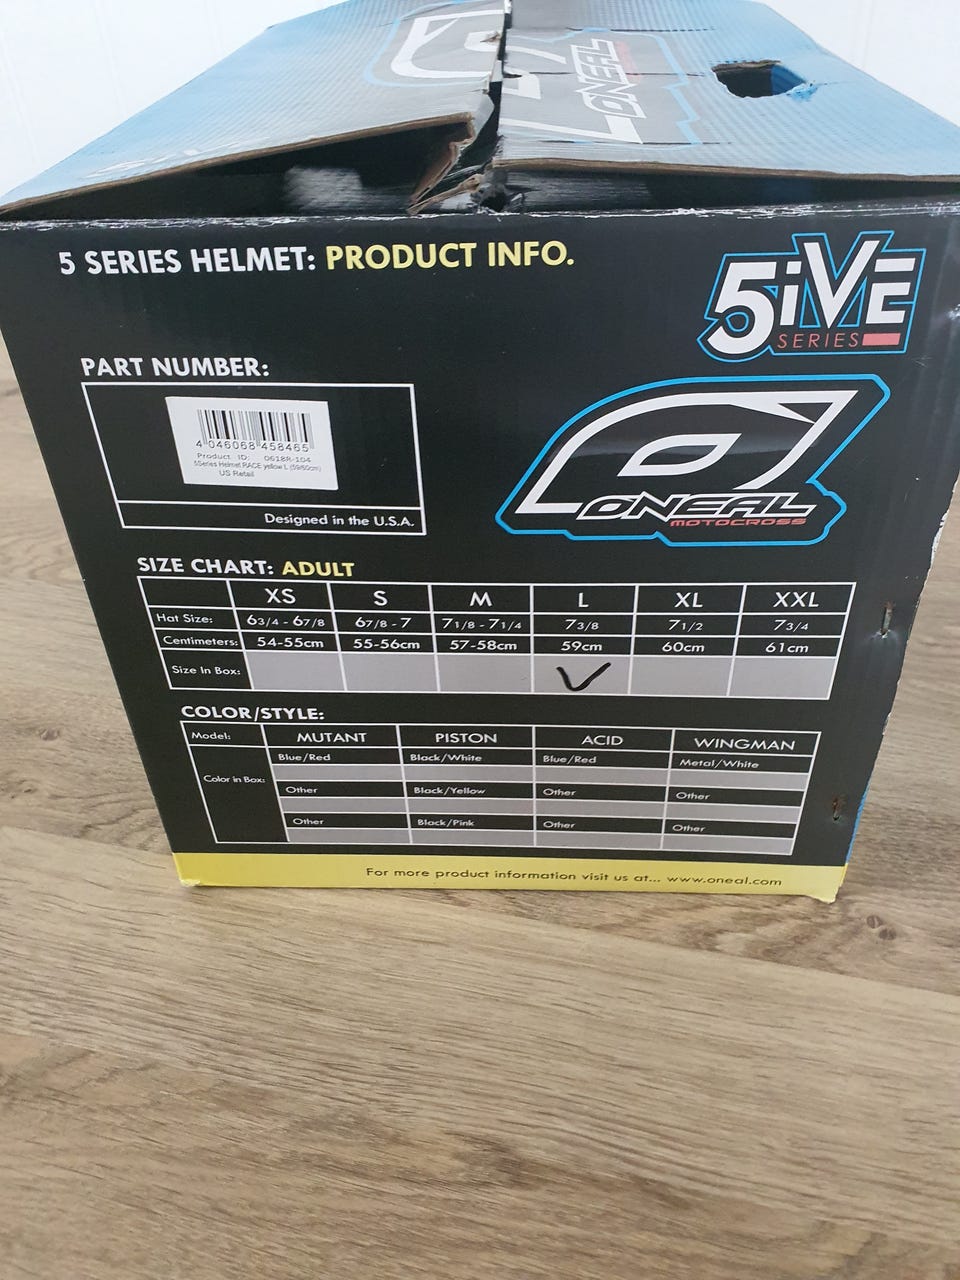 ONEAL
5 SERIES HELMET: PRODUCT INFO.
5iVE
SERIES
PART NUMBER:
4 046068 458465
Product ID: 0618R-104
5Series Helmet RACE yellow L (59/60cm)
US Retail
Designed in the U.S.A.
ONEAL
MOTOCROSS
SIZE CHART: ADULT
XS S M L XL XXL
Hat Size: 6 3/4 - 6 7/8 6 7/8 - 7 7 1/8 - 7 1/4 7 3/8 7 1/2 7 3/4
Centimeters: 54-55cm 55-56cm 57-58cm 59cm 60cm 61cm
Size In Box:
COLOR/STYLE:
Model: MUTANT PISTON ACID WINGMAN
Blue/Red Black/White Blue/Red Metal/White
Color in Box:
Other Black/Yellow Other Other
Other Black/Pink Other Other
For more product information visit us at... www.oneal.com